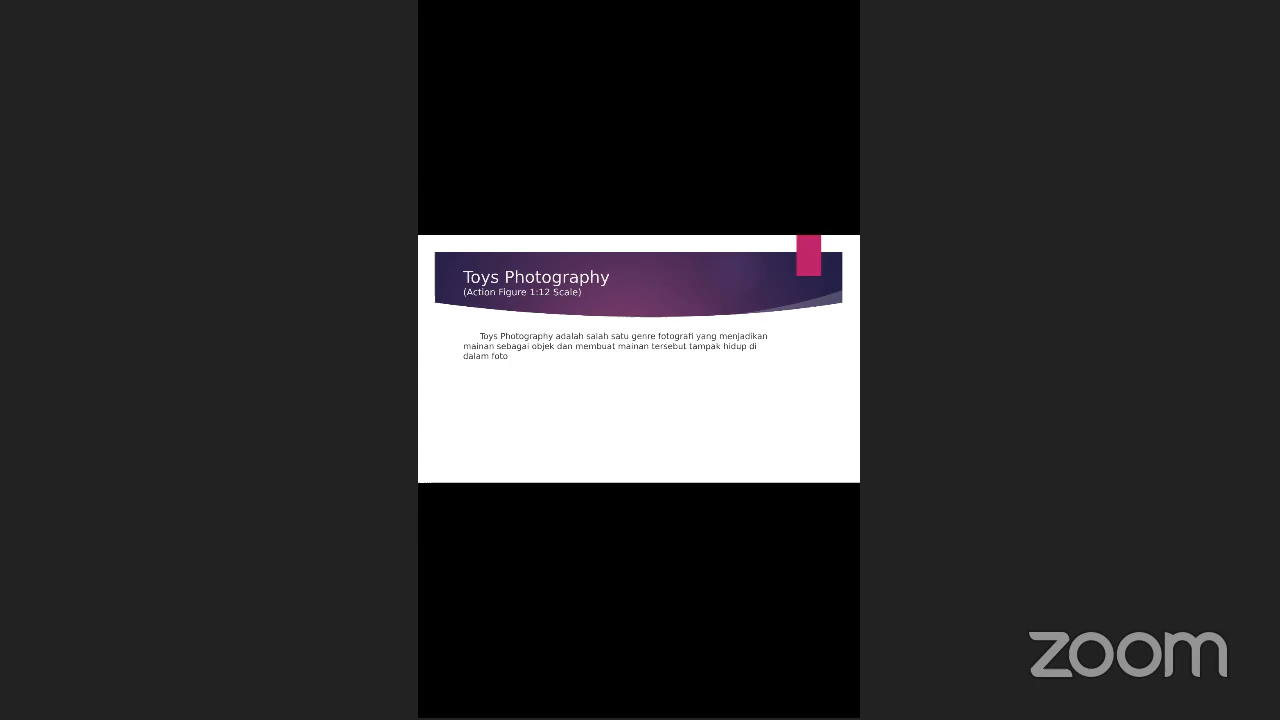 Toys Photography
(Action Figure 1:12 Scale)
Toys Photography adalah salah satu genre fotografi yang menjadikan
mainan sebagai objek dan membuat mainan tersebut tampak hidup di
dalam foto
zoom